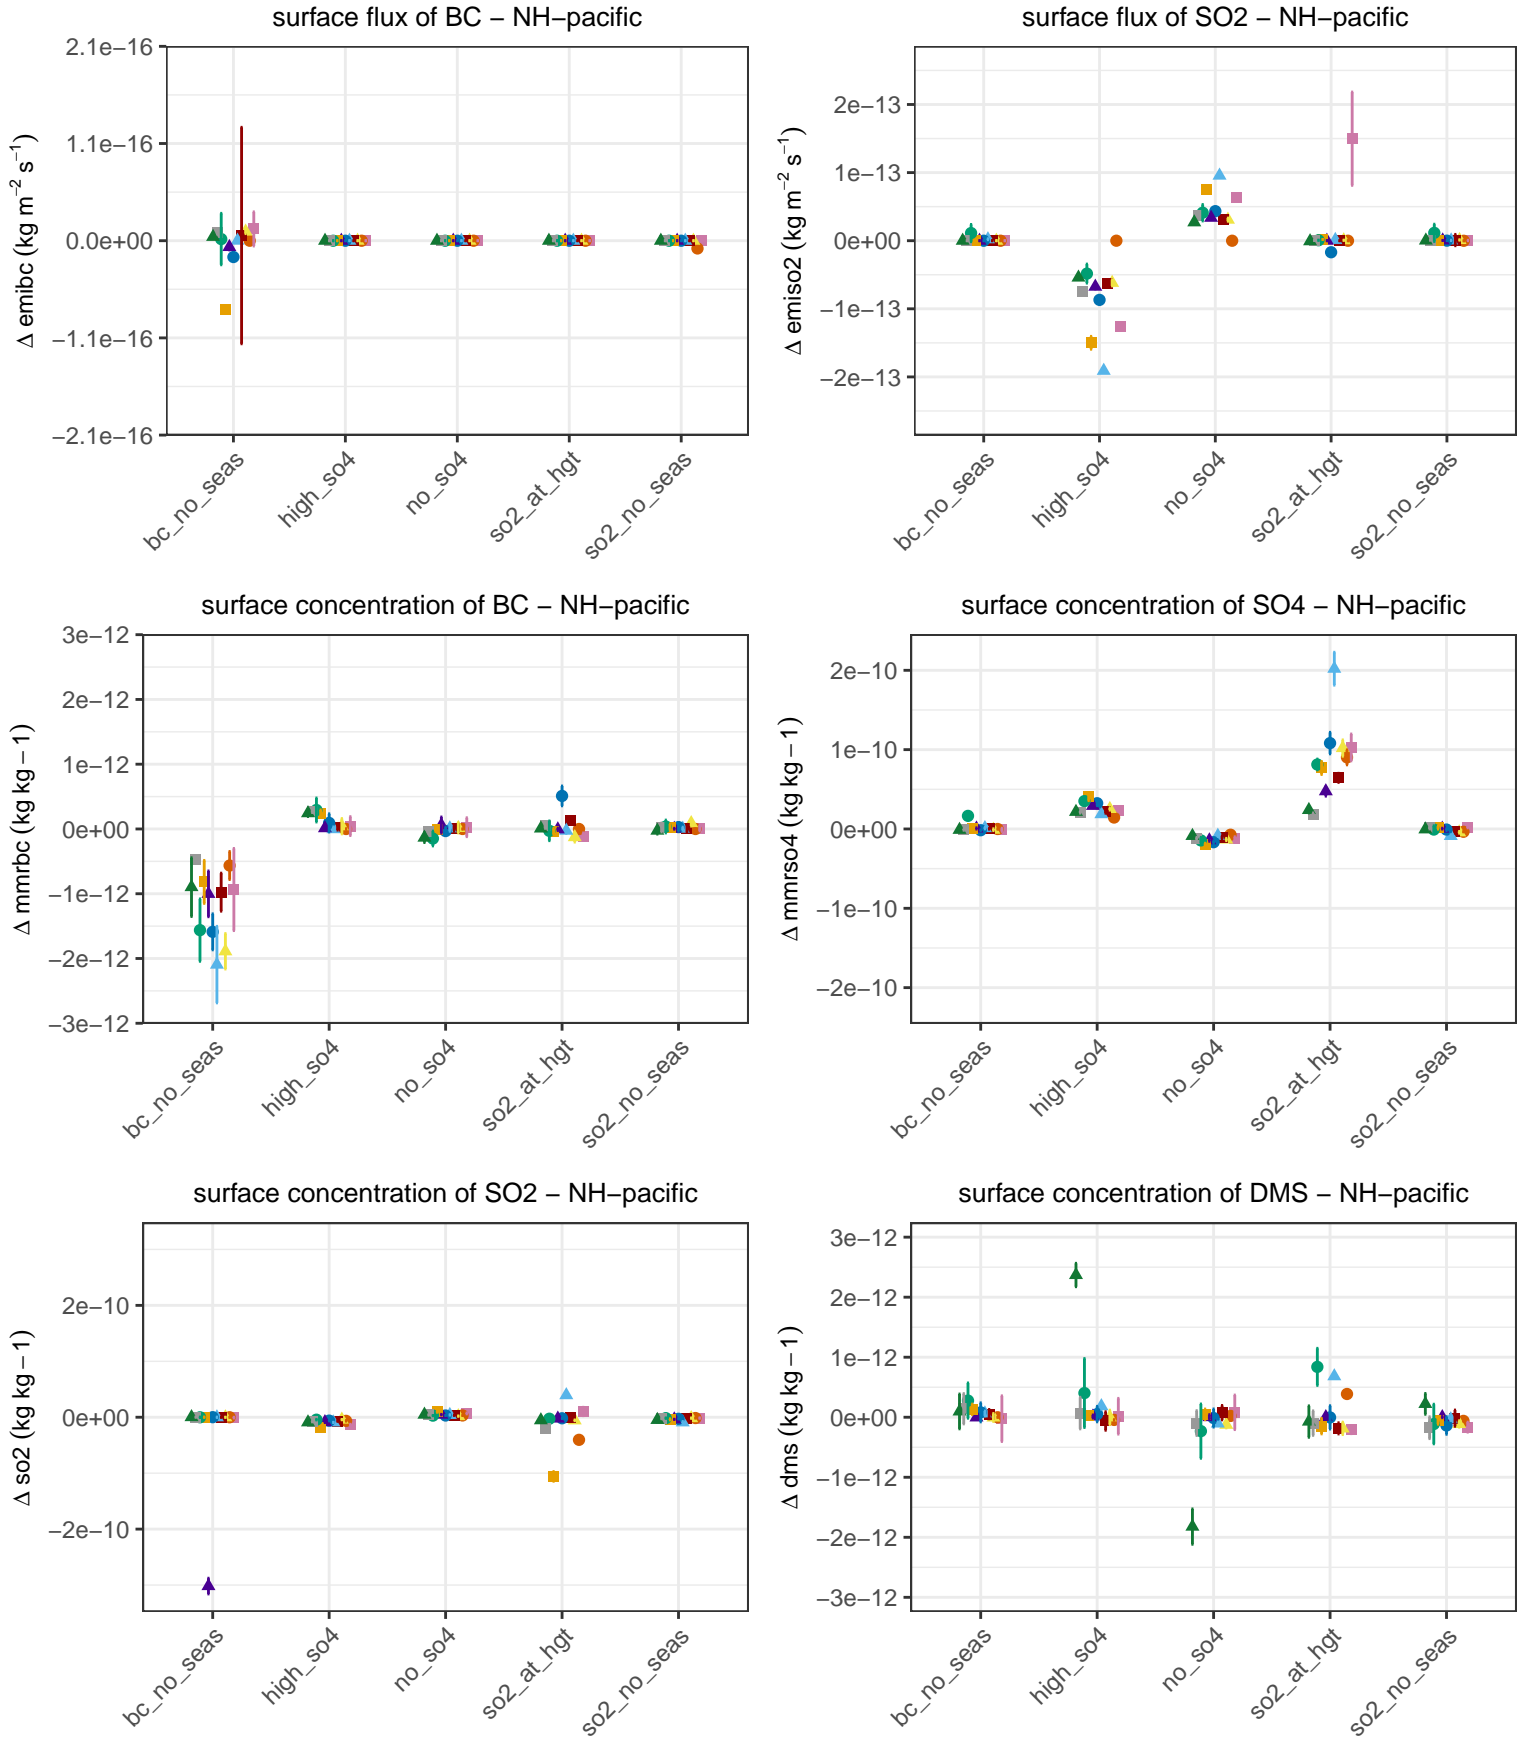 surface flux of BC − NH−pacific
Δ emibc (kg m−2 s−1)
2.1e−16
1.1e−16
0.0e+00
−1.1e−16
−2.1e−16
bc_no_seas
high_so4
no_so4
so2_at_hgt
so2_no_seas
surface flux of SO2 − NH−pacific
Δ emiso2 (kg m−2 s−1)
2e−13
1e−13
0e+00
−1e−13
−2e−13
bc_no_seas
high_so4
no_so4
so2_at_hgt
so2_no_seas
surface concentration of BC − NH−pacific
Δ mmrbc (kg kg − 1)
3e−12
2e−12
1e−12
0e+00
−1e−12
−2e−12
−3e−12
bc_no_seas
high_so4
no_so4
so2_at_hgt
so2_no_seas
surface concentration of SO4 − NH−pacific
Δ mmrso4 (kg kg − 1)
2e−10
1e−10
0e+00
−1e−10
−2e−10
bc_no_seas
high_so4
no_so4
so2_at_hgt
so2_no_seas
surface concentration of SO2 − NH−pacific
Δ so2 (kg kg − 1)
2e−10
0e+00
−2e−10
bc_no_seas
high_so4
no_so4
so2_at_hgt
so2_no_seas
surface concentration of DMS − NH−pacific
Δ dms (kg kg − 1)
3e−12
2e−12
1e−12
0e+00
−1e−12
−2e−12
−3e−12
bc_no_seas
high_so4
no_so4
so2_at_hgt
so2_no_seas